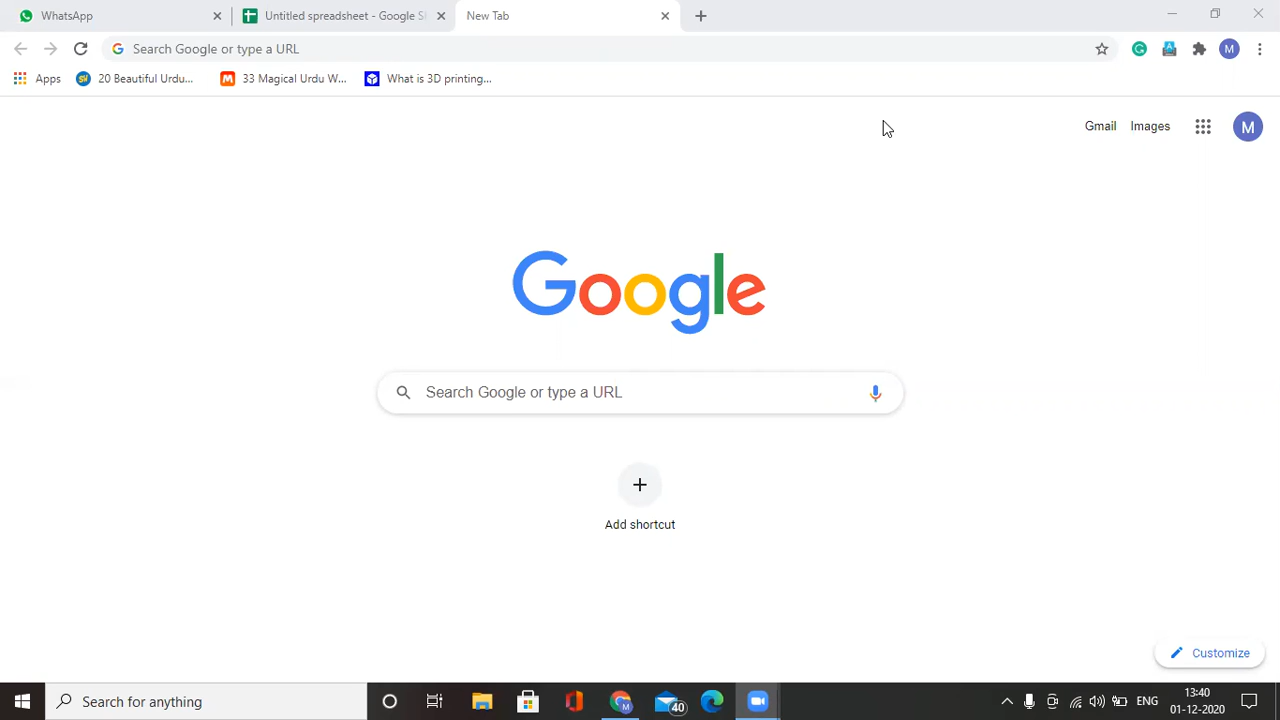 WhatsApp
Untitled spreadsheet - Google S
New Tab
Search Google or type a URL
M
Apps
20 Beautiful Urdu...
33 Magical Urdu W...
What is 3D printing...
Gmail
Images
M
Google
Search Google or type a URL
Add shortcut
Customize
Search for anything
M
40
ENG
13:40
01-12-2020